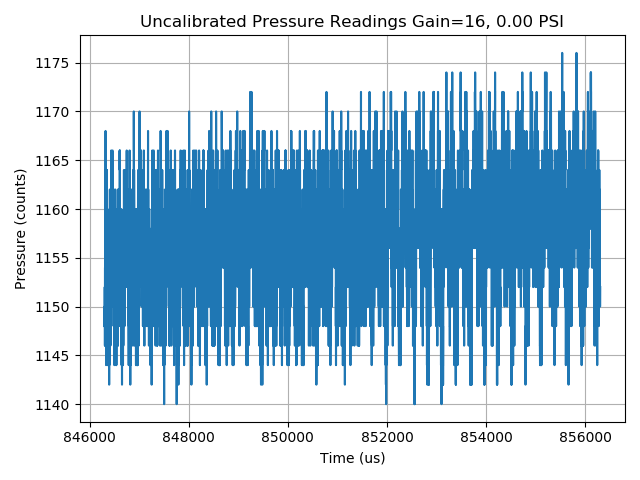 Uncalibrated Pressure Readings Gain=16, 0.00 PSI
1175
1170
1165
1160
1155
1150
1145
1140
Pressure (counts)
846000 848000 850000 852000 854000 856000
Time (us)